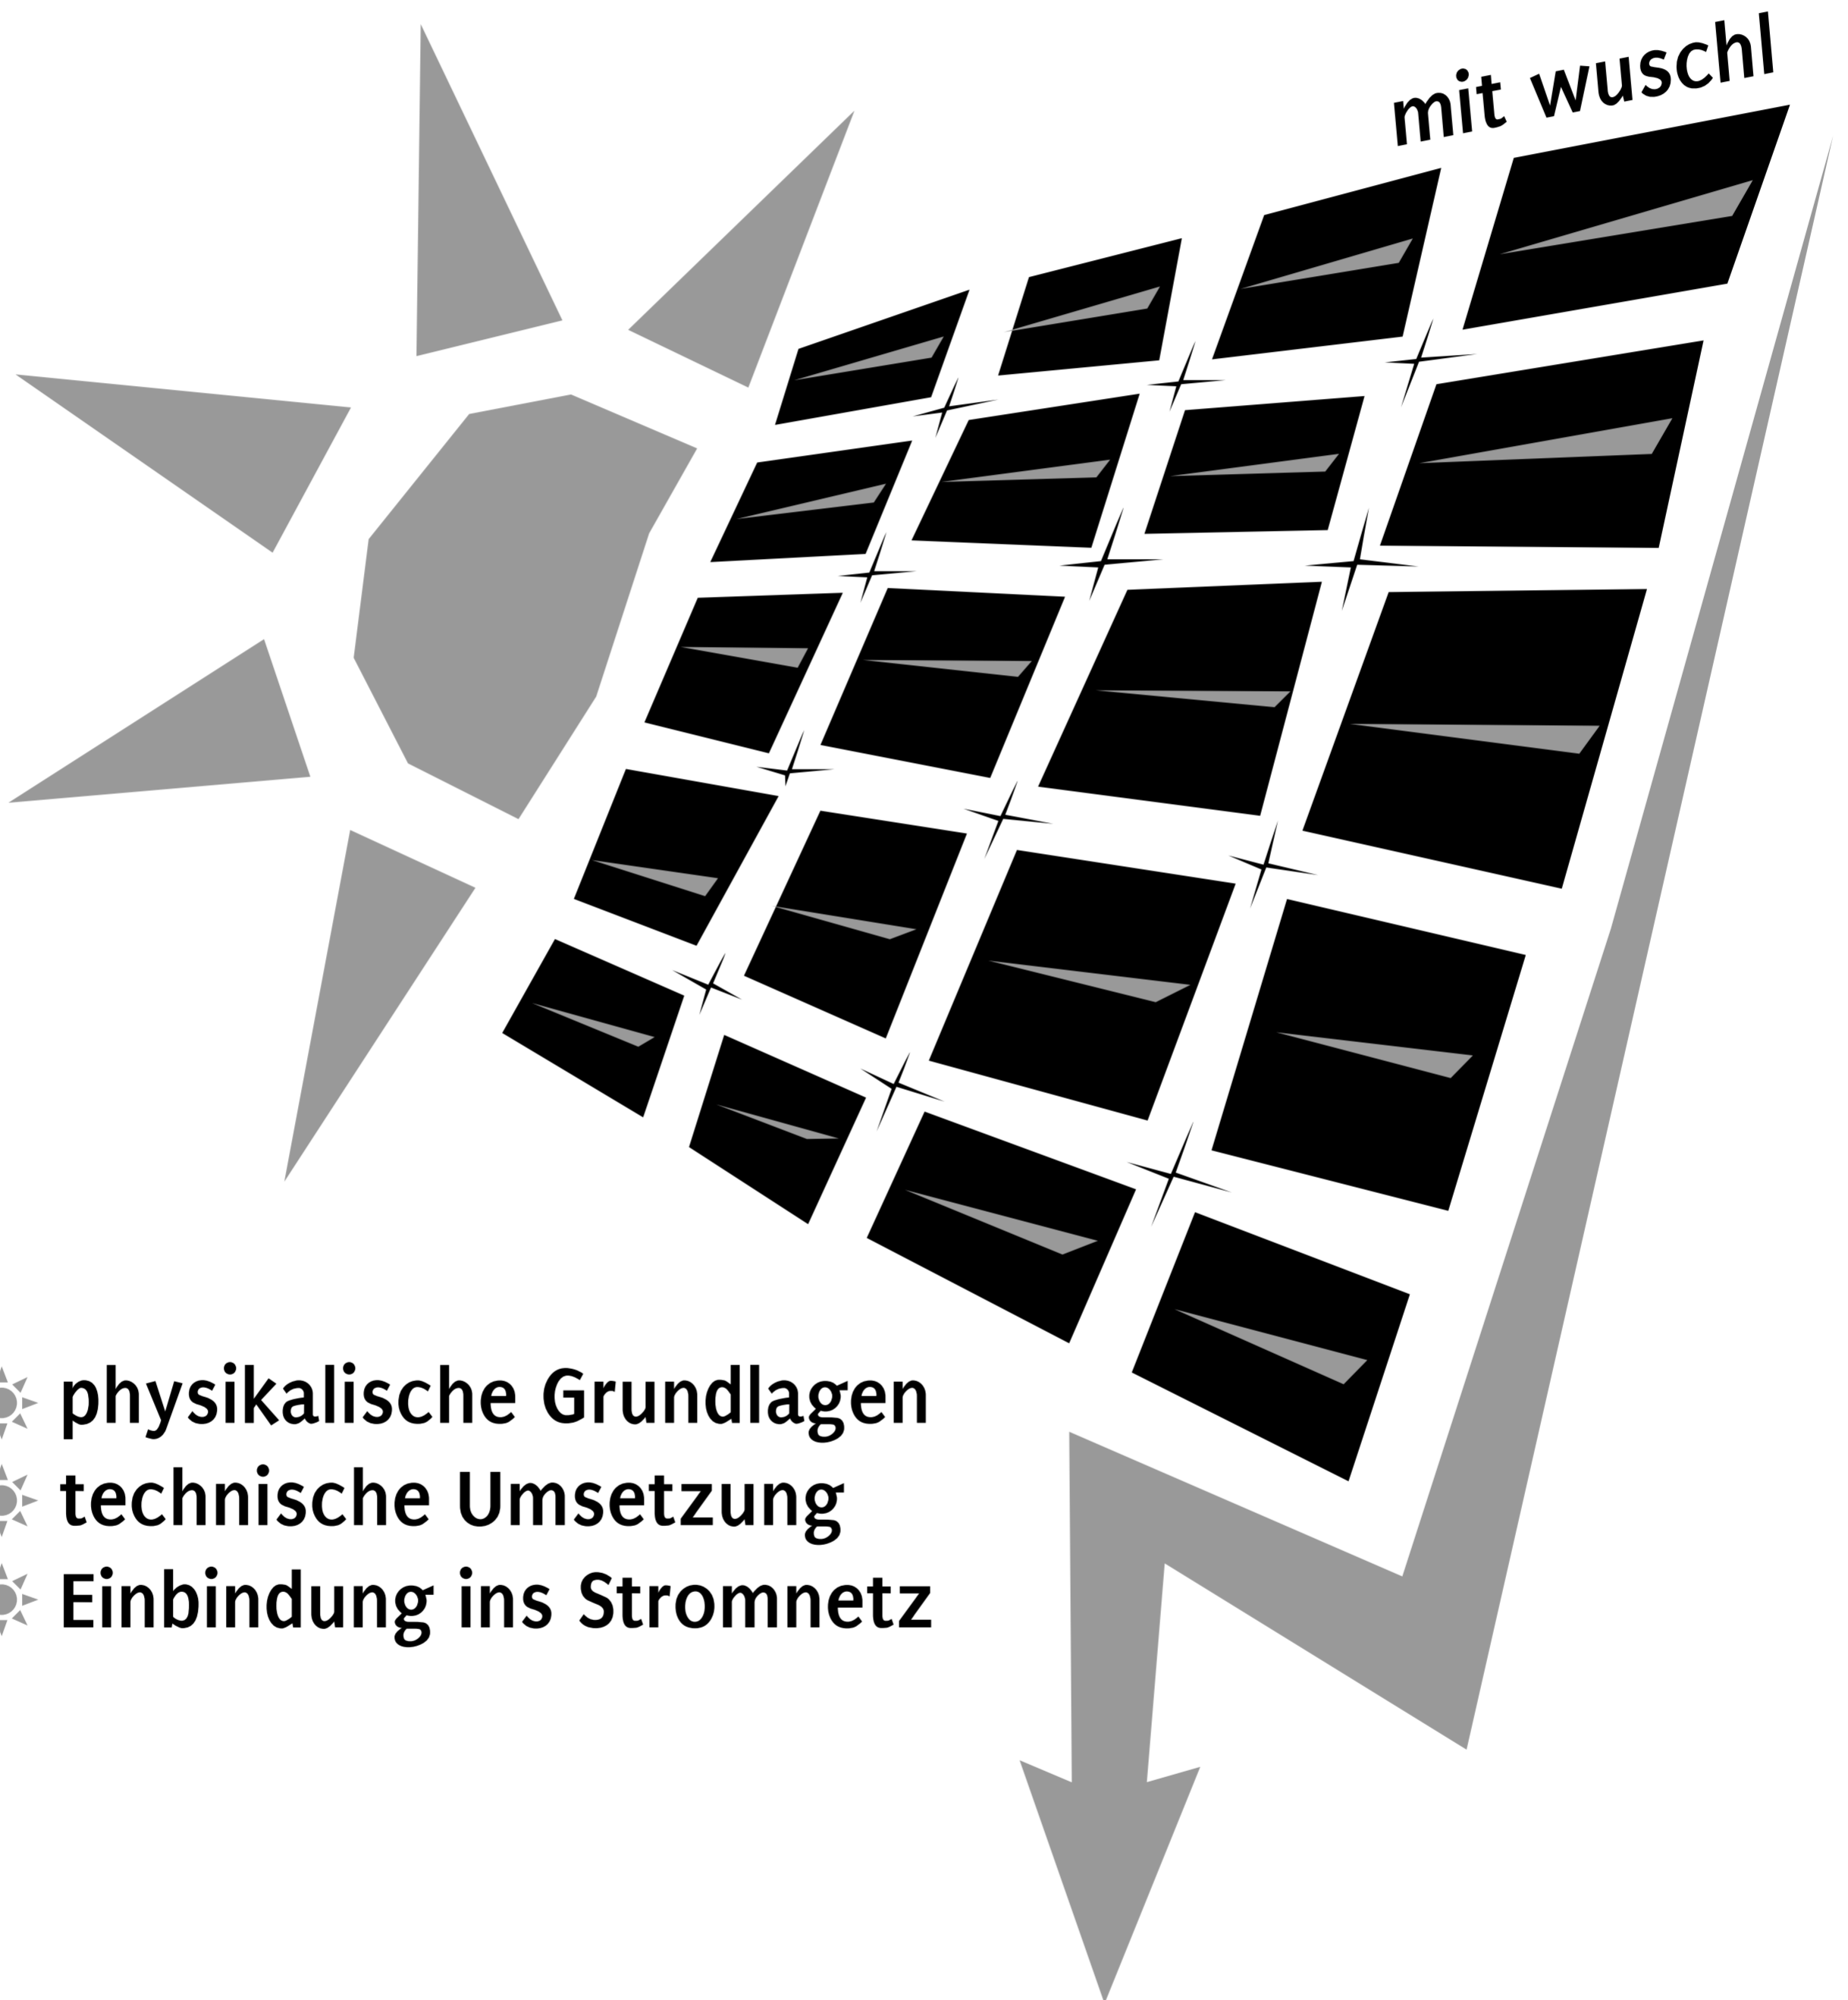 mit wuschl
physikalische Grundlagen
technische Umsetzung
Einbindung ins Stromnetz